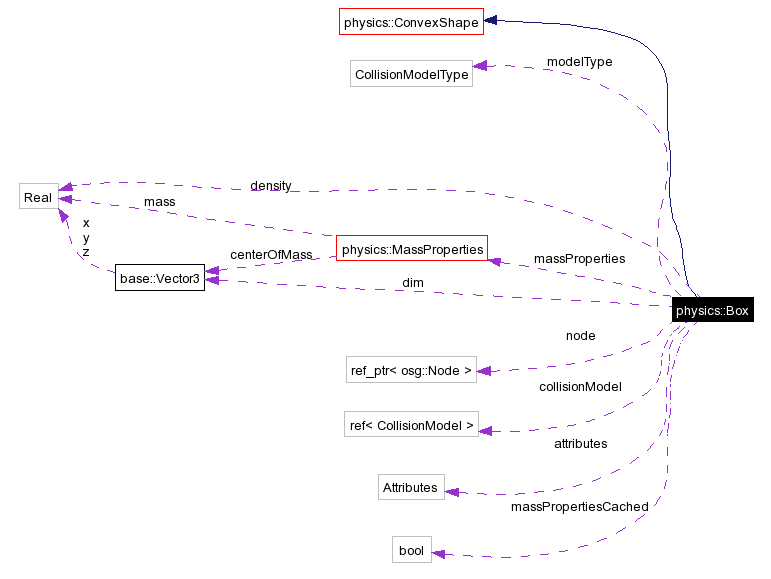 physics::ConvexShape
modelType
CollisionModelType
density
Real
mass
x
y
z
centerOfMass
physics::MassProperties
massProperties
base::Vector3
dim
physics::Box
node
ref_ptr< osg::Node >
collisionModel
ref< CollisionModel >
attributes
Attributes
massPropertiesCached
bool